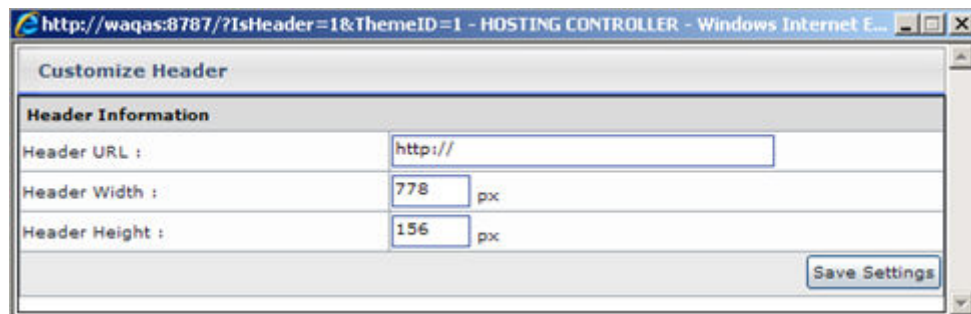 http://waqas:8787/?IsHeader=1&ThemeID=1 - HOSTING CONTROLLER - Windows Internet E...
Customize Header
Header Information
Header URL : http://
Header Width : 778 px
Header Height : 156 px
Save Settings